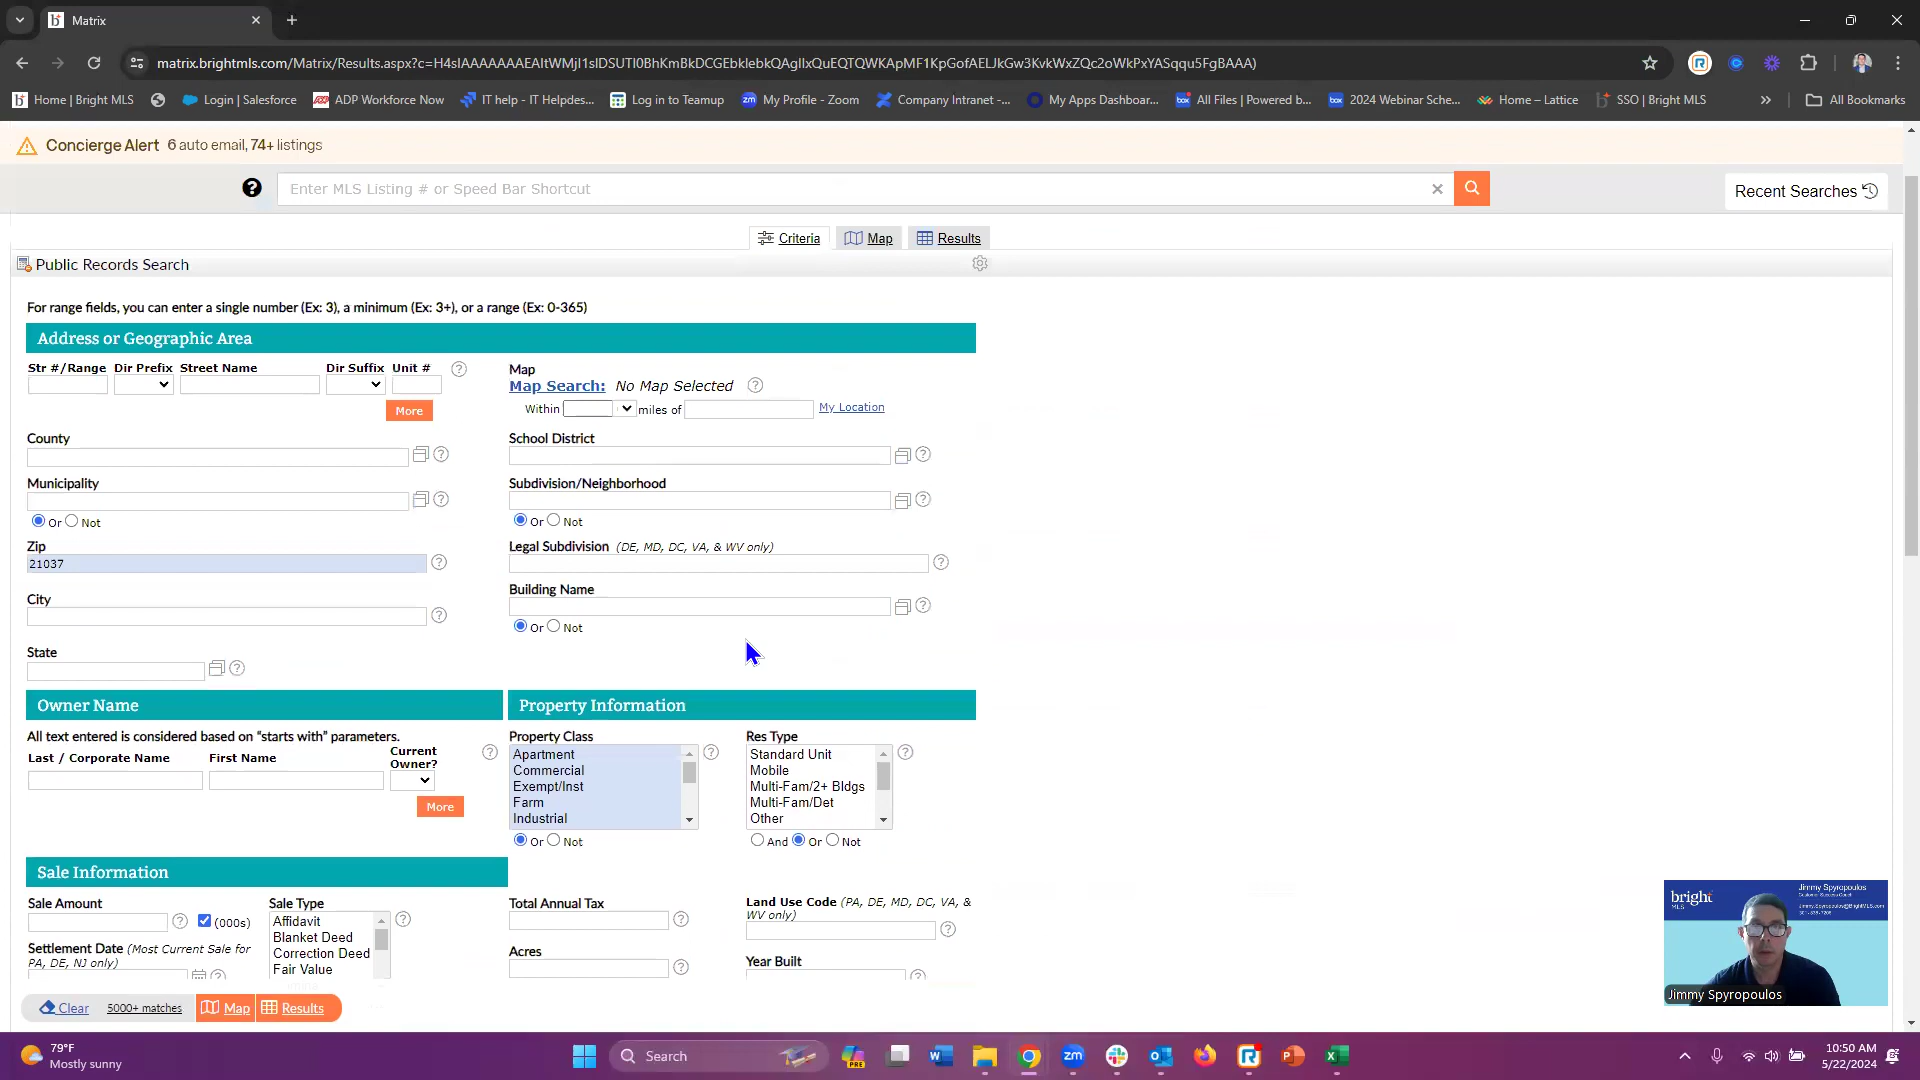 Matrix
matrix.brightmls.com/Matrix/Results.aspx?c=H4sIAAAAAAAEAItWMjI1slDSUTI0BhKmBkDCGEbkIebkQAgIIxQuEQTQWKApMF1KpGofAELJkGw3KvkWxZQc2oWkPxYASqqu5FgBAAA)
Home | Bright MLS
Login | Salesforce
ADP Workforce Now
IT help - IT Helpdes...
Log in to Teamup
My Profile - Zoom
Company Intranet -...
My Apps Dashboar...
All Files | Powered b...
2024 Webinar Sche...
Home – Lattice
SSO | Bright MLS
All Bookmarks
Concierge Alert 6 auto email, 74+ listings
Enter MLS Listing # or Speed Bar Shortcut
Recent Searches
Criteria Map Results
Public Records Search
For range fields, you can enter a single number (Ex: 3), a minimum (Ex: 3+), or a range (Ex: 0-365)
Address or Geographic Area
Str #/Range Dir Prefix Street Name Dir Suffix Unit #
More
Map
Map Search: No Map Selected
Within miles of My Location
County
School District
Municipality
Or Not
Subdivision/Neighborhood
Or Not
Zip
21037
Legal Subdivision (DE, MD, DC, VA, & WV only)
City
Building Name
Or Not
State
Owner Name
All text entered is considered based on “starts with” parameters.
Last / Corporate Name First Name Current Owner?
More
Property Information
Property Class
Apartment
Commercial
Exempt/Inst
Farm
Industrial
Or Not
Res Type
Standard Unit
Mobile
Multi-Fam/2+ Bldgs
Multi-Fam/Det
Other
And Or Not
Sale Information
Sale Amount
(000s)
Settlement Date (Most Current Sale for
PA, DE, NJ only)
Sale Type
Affidavit
Blanket Deed
Correction Deed
Fair Value
Total Annual Tax
Acres
Land Use Code (PA, DE, MD, DC, VA, &
WV only)
Year Built
Clear 5000+ matches Map Results
bright
MLS
Jimmy Spyropoulos
Customer Success Coach
Jimmy.Spyropoulos@BrightMLS.com
Jimmy Spyropoulos
79°F
Mostly sunny
Search
10:50 AM
5/22/2024